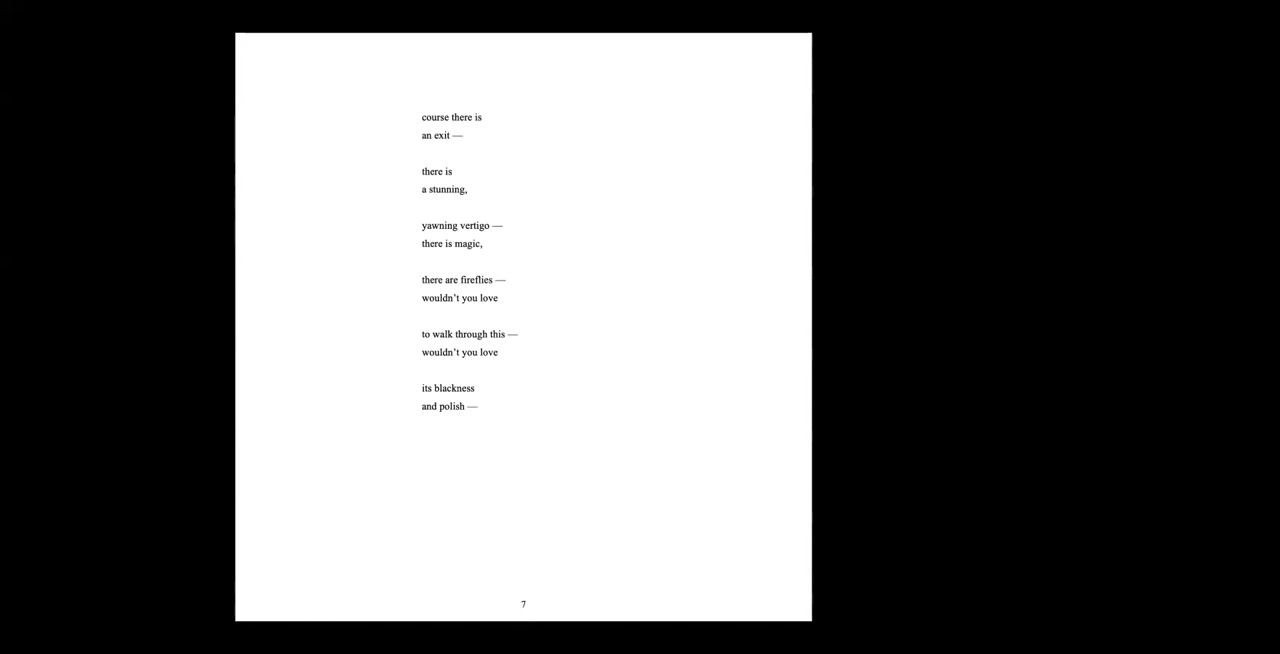 course there is
an exit —
there is
a stunning,
yawning vertigo —
there is magic,
there are fireflies —
wouldn’t you love
to walk through this —
wouldn’t you love
its blackness
and polish —
7